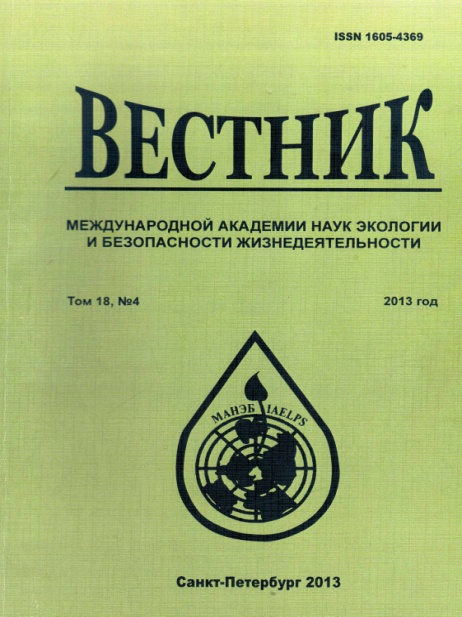 ISSN 1605-4369
ВЕСТНИК
МЕЖДУНАРОДНОЙ АКАДЕМИИ НАУК ЭКОЛОГИИ
И БЕЗОПАСНОСТИ ЖИЗНЕДЕЯТЕЛЬНОСТИ
Том 18, №4 2013 год
МАНЭБ IAELPS
Санкт-Петербург 2013